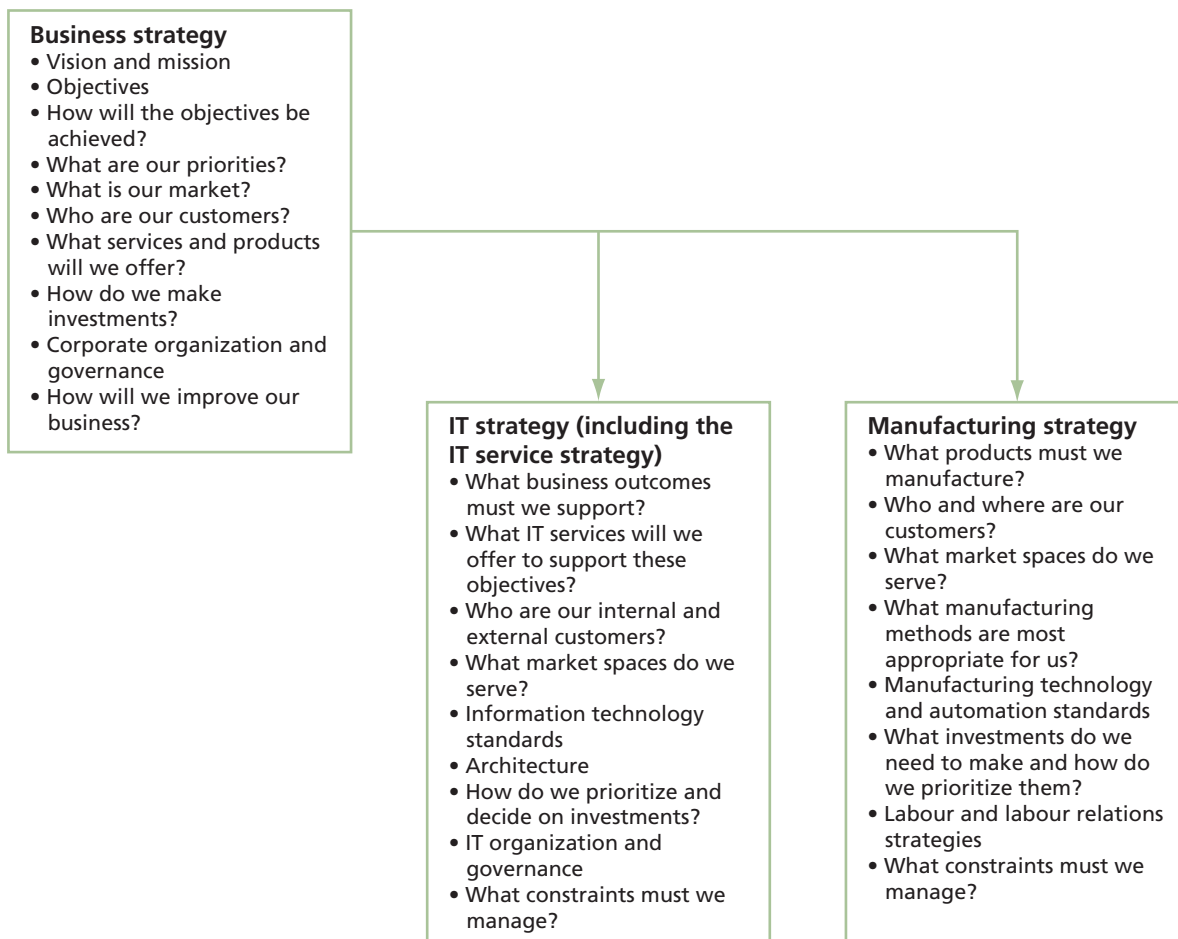 Business strategy
• Vision and mission
• Objectives
• How will the objectives be
achieved?
• What are our priorities?
• What is our market?
• Who are our customers?
• What services and products
will we offer?
• How do we make
investments?
• Corporate organization and
governance
• How will we improve our
business?
IT strategy (including the
IT service strategy)
• What business outcomes
must we support?
• What IT services will we
offer to support these
objectives?
• Who are our internal and
external customers?
• What market spaces do we
serve?
• Information technology
standards
• Architecture
• How do we prioritize and
decide on investments?
• IT organization and
governance
• What constraints must we
manage?
Manufacturing strategy
• What products must we
manufacture?
• Who and where are our
customers?
• What market spaces do we
serve?
• What manufacturing
methods are most
appropriate for us?
• Manufacturing technology
and automation standards
• What investments do we
need to make and how do
we prioritize them?
• Labour and labour relations
strategies
• What constraints must we
manage?